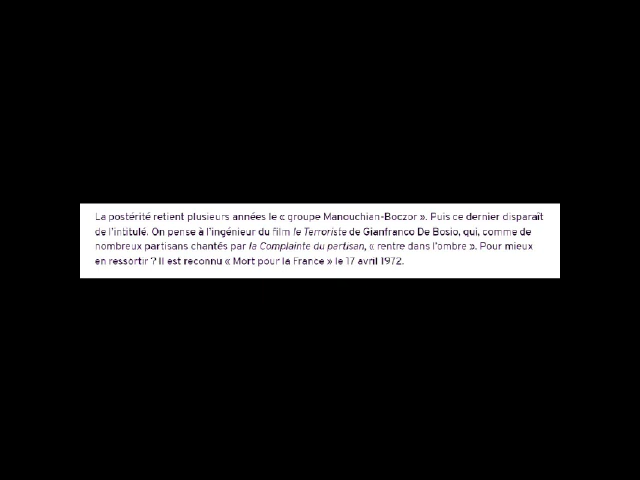 La postérité retient plusieurs années le « groupe Manouchian-Boczor ». Puis ce dernier disparaît
de l'intitulé. On pense à l'ingénieur du film le Terroriste de Gianfranco De Bosio, qui, comme de
nombreux partisans chantés par la Complainte du partisan, « rentre dans l'ombre ». Pour mieux
en ressortir ? Il est reconnu « Mort pour la France » le 17 avril 1972.